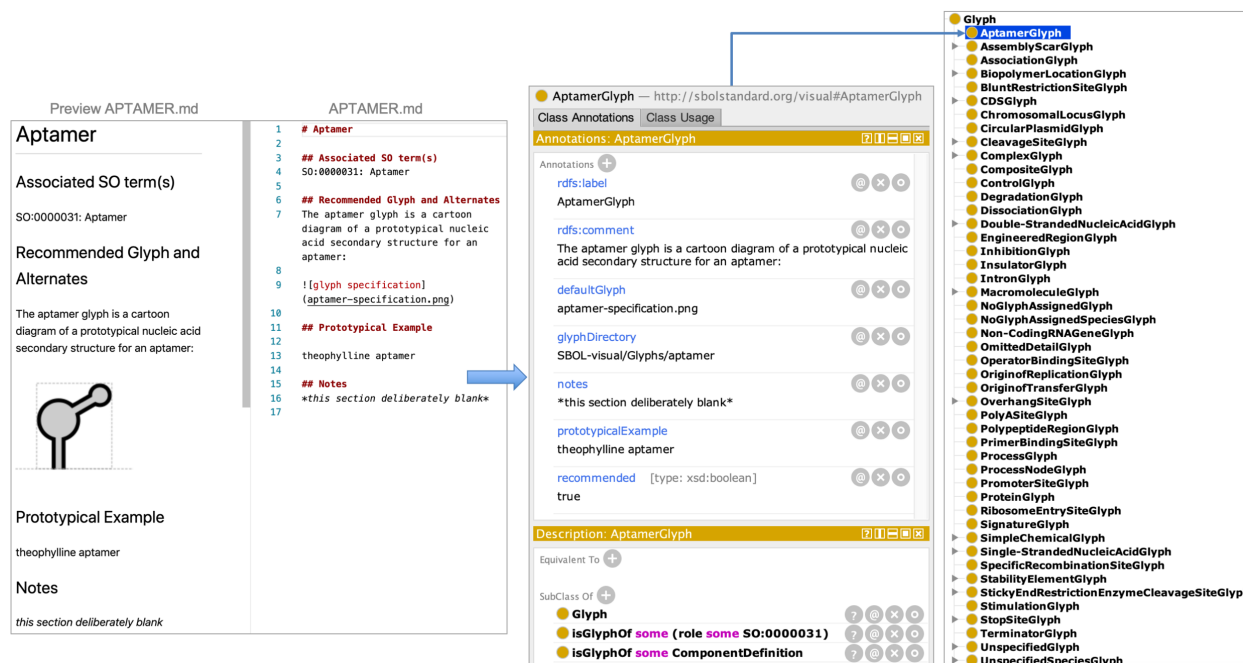 Preview APTAMER.md
Aptamer
Associated SO term(s)
SO:0000031: Aptamer
Recommended Glyph and
Alternates
The aptamer glyph is a cartoon
diagram of a prototypical nucleic acid
secondary structure for an aptamer:
Prototypical Example
theophylline aptamer
Notes
this section deliberately blank
APTAMER.md
1 # Aptamer
2
3 ## Associated SO term(s)
4 SO:0000031: Aptamer
5
6 ## Recommended Glyph and Alternates
7 The aptamer glyph is a cartoon
diagram of a prototypical nucleic
acid secondary structure for an
aptamer:
8
9 ![glyph specification]
(aptamer-specification.png)
10
11 ## Prototypical Example
12
13 theophylline aptamer
14
15 ## Notes
16 *this section deliberately blank*
17
AptamerGlyph — http://sbolstandard.org/visual#AptamerGlyph
Class Annotations Class Usage
Annotations: AptamerGlyph
Annotations
rdfs:label
AptamerGlyph
rdfs:comment
The aptamer glyph is a cartoon diagram of a prototypical nucleic
acid secondary structure for an aptamer:
defaultGlyph
aptamer-specification.png
glyphDirectory
SBOL-visual/Glyphs/aptamer
notes
*this section deliberately blank*
prototypicalExample
theophylline aptamer
recommended [type: xsd:boolean]
true
Description: AptamerGlyph
Equivalent To
SubClass Of
Glyph
isGlyphOf some (role some SO:0000031)
isGlyphOf some ComponentDefinition
Glyph
AptamerGlyph
AssemblyScarGlyph
AssociationGlyph
BiopolymerLocationGlyph
BluntRestrictionSiteGlyph
CDSGlyph
ChromosomalLocusGlyph
CircularPlasmidGlyph
CleavageSiteGlyph
ComplexGlyph
CompositeGlyph
ControlGlyph
DegradationGlyph
DissociationGlyph
Double-StrandedNucleicAcidGlyph
EngineeredRegionGlyph
InhibitionGlyph
InsulatorGlyph
IntronGlyph
MacromoleculeGlyph
NoGlyphAssignedGlyph
NoGlyphAssignedSpeciesGlyph
Non-CodingRNAGeneGlyph
OmittedDetailGlyph
OperatorBindingSiteGlyph
OriginofReplicationGlyph
OriginofTransferGlyph
OverhangSiteGlyph
PolyASiteGlyph
PolypeptideRegionGlyph
PrimerBindingSiteGlyph
ProcessGlyph
ProcessNodeGlyph
PromoterSiteGlyph
ProteinGlyph
RibosomeEntrySiteGlyph
SignatureGlyph
SimpleChemicalGlyph
Single-StrandedNucleicAcidGlyph
SpecificRecombinationSiteGlyph
StabilityElementGlyph
StickyEndRestrictionEnzymeCleavageSiteGlyp
StimulationGlyph
StopSiteGlyph
TerminatorGlyph
UnspecifiedGlyph
UnspecifiedSpeciesGlyph